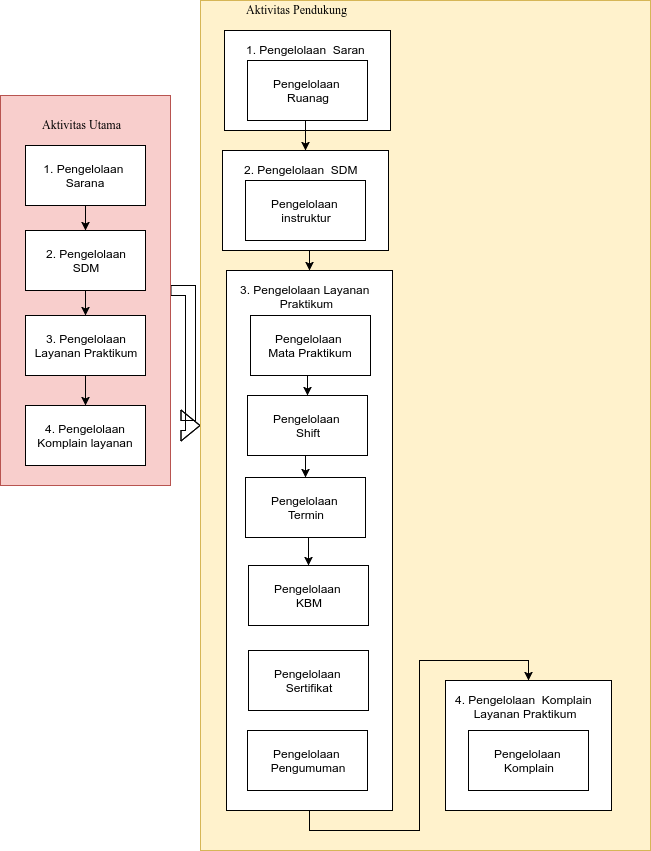 Aktivitas Utama
1. Pengelolaan
Sarana
2. Pengelolaan
SDM
3. Pengelolaan
Layanan Praktikum
4. Pengelolaan
Komplain layanan
Aktivitas Pendukung
1. Pengelolaan  Saran
Pengelolaan
Ruanag
2. Pengelolaan  SDM
Pengelolaan
instruktur
3. Pengelolaan Layanan
Praktikum
Pengelolaan
Mata Praktikum
Pengelolaan
Shift
Pengelolaan
Termin
Pengelolaan
KBM
Pengelolaan
Sertifikat
Pengelolaan
Pengumuman
4. Pengelolaan  Komplain
Layanan Praktikum
Pengelolaan
Komplain